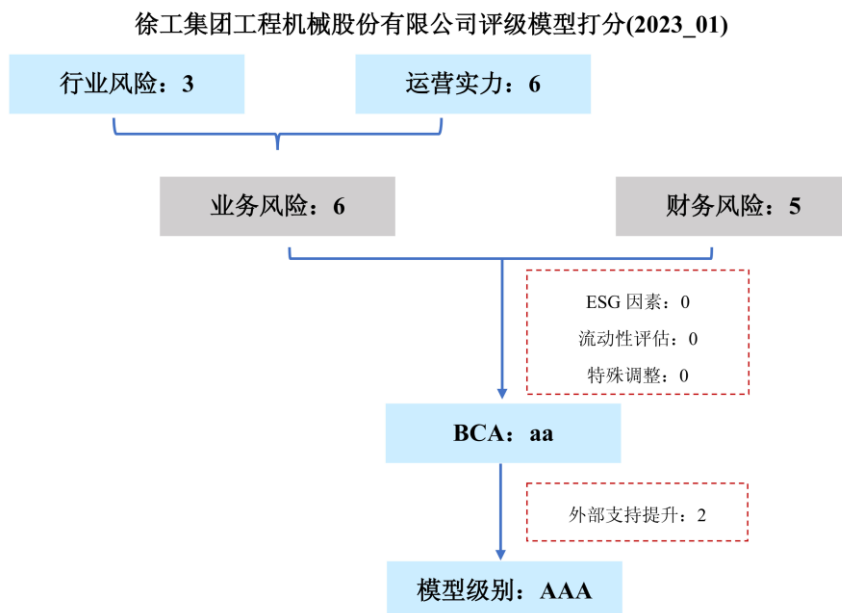 徐工集团工程机械股份有限公司评级模型打分(2023_01)
行业风险：3
运营实力：6
业务风险：6
财务风险：5
ESG 因素：0
流动性评估：0
特殊调整：0
BCA：aa
外部支持提升：2
模型级别：AAA